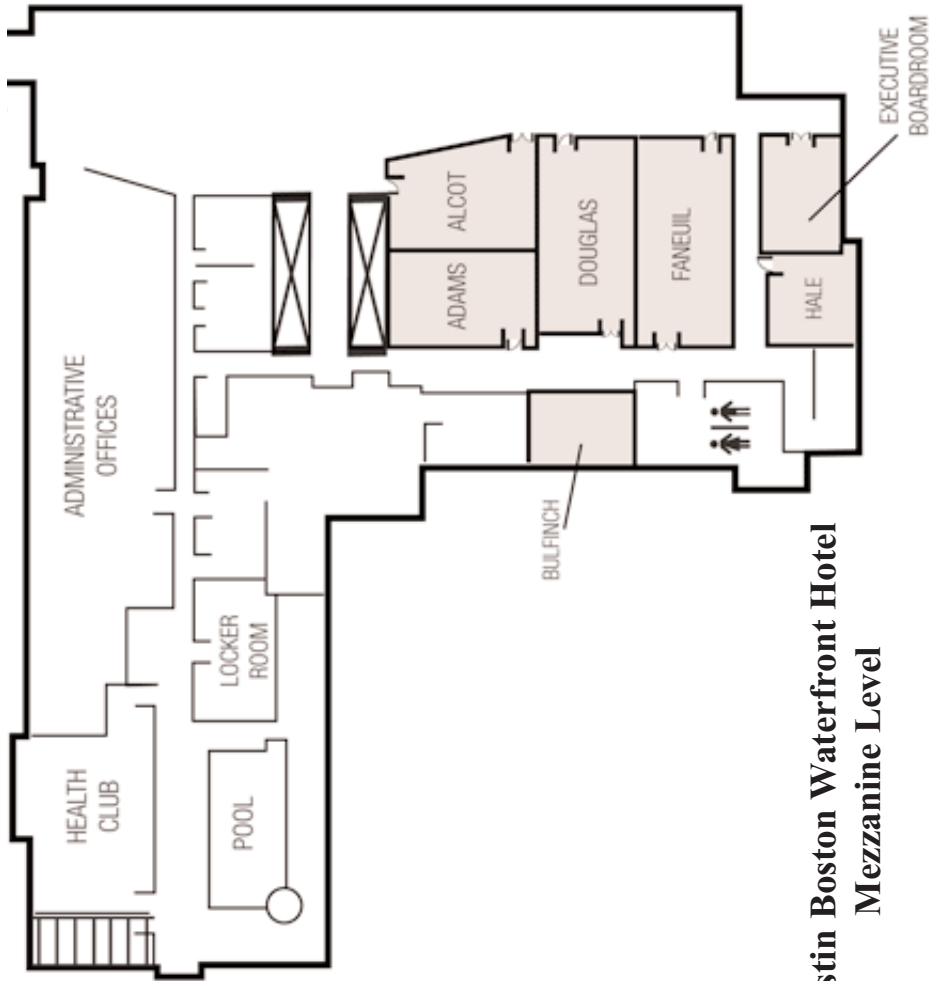 ADMINISTRATIVE
OFFICES
HEALTH
CLUB
LOCKER
ROOM
POOL
ALCOT
ADAMS
DOUGLAS
FANEUIL
HALE
EXECUTIVE
BOARDROOM
BULFINCH
stin Boston Waterfront Hotel
Mezzanine Level